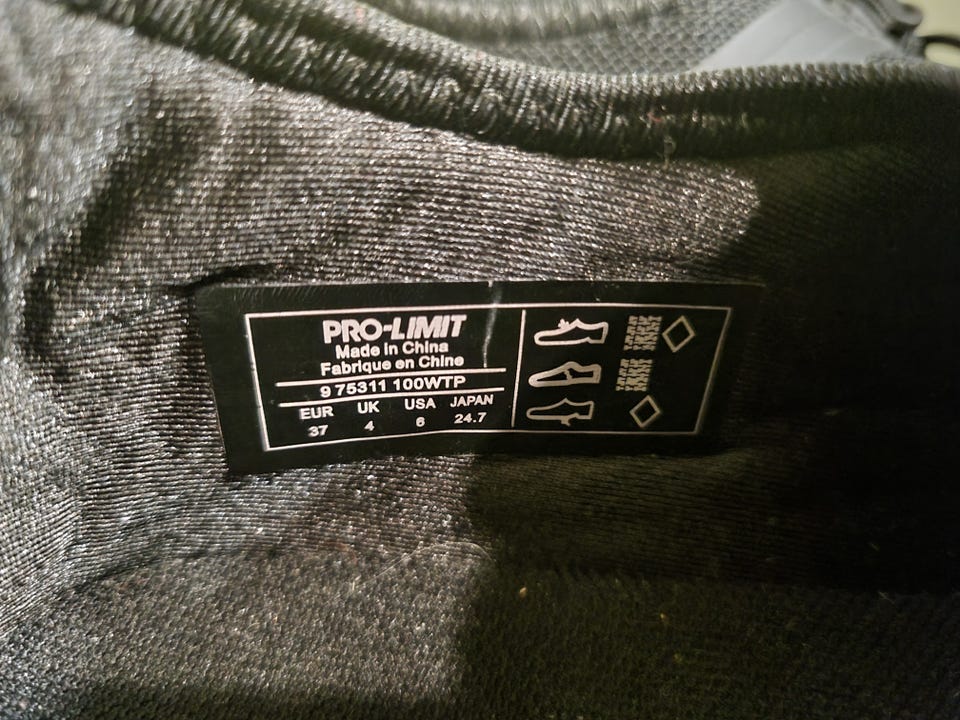 PRO-LIMIT
Made in China
Fabrique en Chine
9 75311 100WTP
EUR UK USA JAPAN
37 4 6 24.7